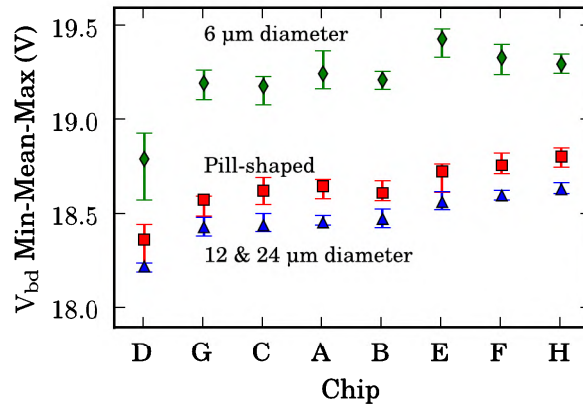 V_bd Min-Mean-Max (V)
19.5
19.0
18.5
18.0
6 μm diameter
Pill-shaped
12 & 24 μm diameter
D G C A B E F H
Chip